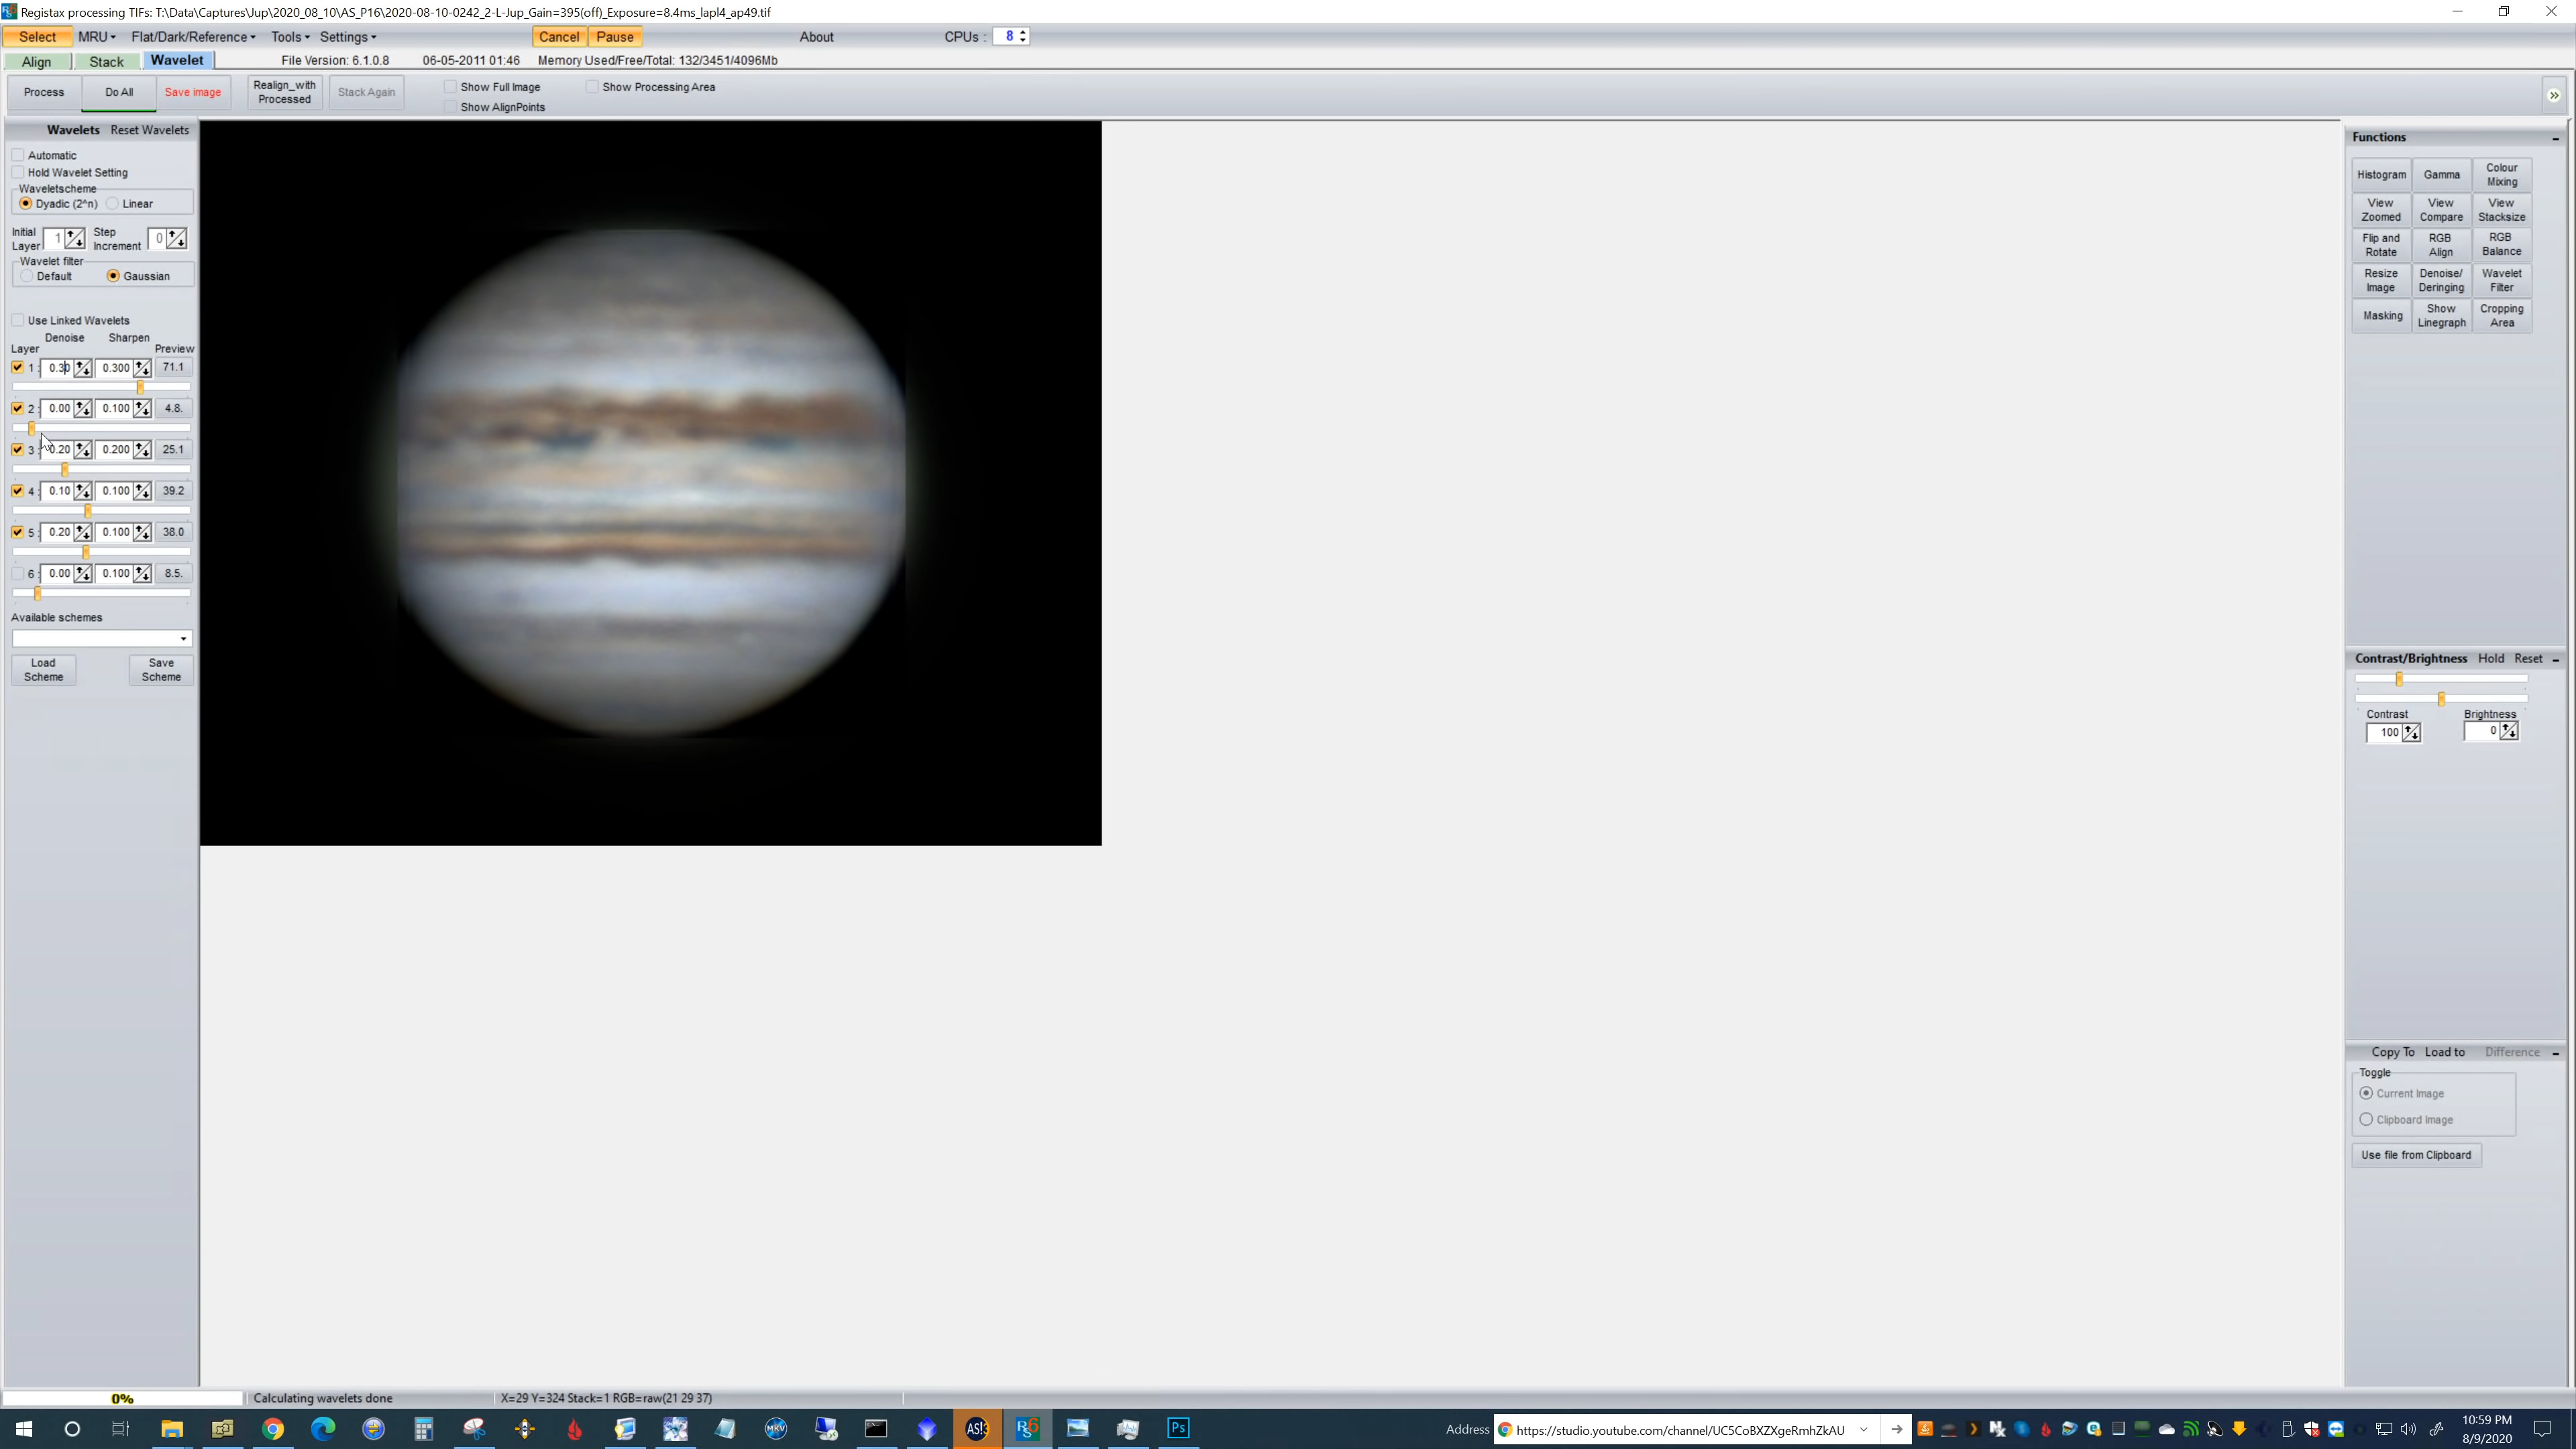 Registax processing TIFs: T:\Data\Captures\Jup\2020_08_10\AS_P16\2020-08-10-0242_2-L-Jup_Gain=395(off)_Exposure=8.4ms_lapl4_ap49.tif
Select MRU Flat/Dark/Reference Tools Settings Cancel Pause About CPUs : 8
Align Stack Wavelet File Version: 6.1.0.8 06-05-2011 01:46 Memory Used/Free/Total: 132/3451/4096Mb
Process Do All Save image Realign_with Processed Stack Again Show Full Image Show Processing Area
Show AlignPoints
Wavelets Reset Wavelets
Automatic
Hold Wavelet Setting
Waveletscheme
Dyadic (2^n) Linear
Initial Layer 1 Step Increment 0
Wavelet filter
Default Gaussian
Use Linked Wavelets
Denoise Sharpen
Layer Preview
1 : 0.30 0.300 71.1
2 : 0.00 0.100 4.8.
3 : 0.20 0.200 25.1
4 : 0.10 0.100 39.2
5 : 0.20 0.100 38.0
6 : 0.00 0.100 8.5.
Available schemes
Load Scheme Save Scheme
Functions
Histogram Gamma Colour Mixing
View Zoomed View Compare View Stacksize
Flip and Rotate RGB Align RGB Balance
Resize Image Denoise/ Deringing Wavelet Filter
Masking Show Linegraph Cropping Area
Contrast/Brightness Hold Reset
Contrast Brightness
100 0
Copy To Load to Difference
Toggle
Current Image
Clipboard Image
Use file from Clipboard
0% Calculating wavelets done X=29 Y=324 Stack=1 RGB=raw(21 29 37)
AS!3 R6 MKV Ps
Address https://studio.youtube.com/channel/UC5CoBXZXgeRmhZkAU
10:59 PM
8/9/2020